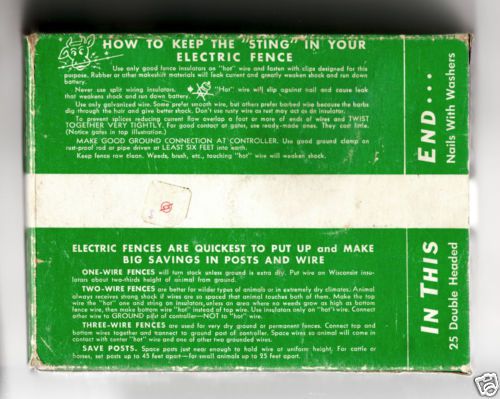 HOW TO KEEP THE "STING" IN YOUR
ELECTRIC FENCE
Use only good fence insulators on "hot" wire and fasten with clips designed for this
purpose. Rubber or other makeshift materials will leak current and greatly weaken shock and run down
battery.
Never use split wiring insulators. "Hot" wire will slip against nail and cause leak
that weakens shock and run down battery.
Use only galvanized wire. Some prefer smooth wire, but others prefer barbed wire because the barbs
dig through the hair and give shorter shock. Don't use rusty wire as rust may act as an insulator.
To prevent splices reducing current flow overlap a foot or more of ends of wires and TWIST
TOGETHER VERY TIGHTLY. For good contact at gates, use ready-made ones. They cost little.
(Notice gates in top illustration.)
MAKE GOOD GROUND CONNECTION AT CONTROLLER. Use good ground clamp on
rust-proof rod or pipe driven at LEAST SIX FEET into earth.
Keep fence row clean. Weeds, brush, etc., touching "hot" wire will weaken shock.
ELECTRIC FENCES ARE QUICKEST TO PUT UP and MAKE
BIG SAVINGS IN POSTS AND WIRE
ONE-WIRE FENCES will turn stock unless ground is extra dry. Put wire on Wisconsin insu-
lators about two-thirds height of animal from ground.
TWO-WIRE FENCES are better for wilder types of animals or in extremely dry climates. Animal
always receives strong shock if wires are so spaced that animal touches both of them. Make the top
wire the "hot" one and string on insulators, unless an area where no weeds grow as high as bottom
fence wire, then make bottom wire "hot" instead of top wire. Use insulators only on "hot" wire. Connect
other wire to GROUND side of controller—NOT to "hot" wire.
THREE-WIRE FENCES are used for very dry ground or permanent fences. Connect top and
bottom wires together and connect to ground post of controller. Space wires so animal will come in
contact with center "hot" wire and one of other two grounded wires.
SAVE POSTS. Space posts just near enough to hold wire at uniform height. For cattle or
horses, set posts up to 45 feet apart—for small animals up to 25 feet apart.
IN THIS END...
25 Double Headed Nails With Washers